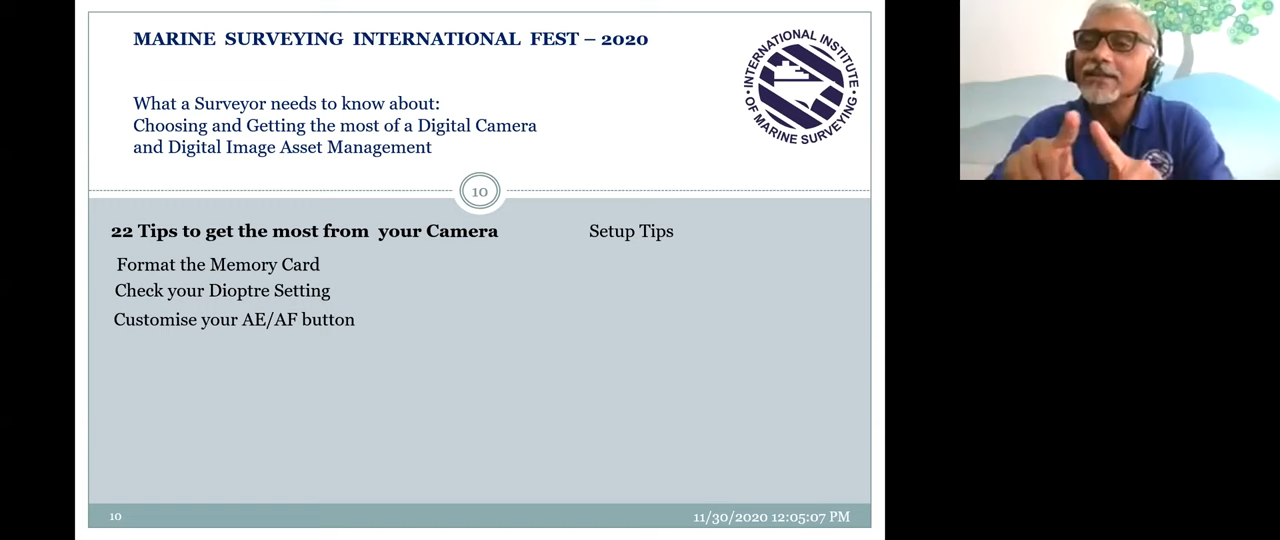 MARINE SURVEYING INTERNATIONAL FEST – 2020
INTERNATIONAL INSTITUTE
• OF MARINE SURVEYING •
What a Surveyor needs to know about:
Choosing and Getting the most of a Digital Camera
and Digital Image Asset Management
10
22 Tips to get the most from your Camera
Setup Tips
Format the Memory Card
Check your Dioptre Setting
Customise your AE/AF button
10
11/30/2020 12:05:07 PM